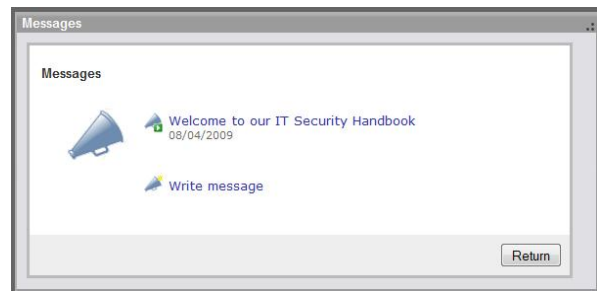 Messages
Messages
Welcome to our IT Security Handbook
08/04/2009
Write message
Return